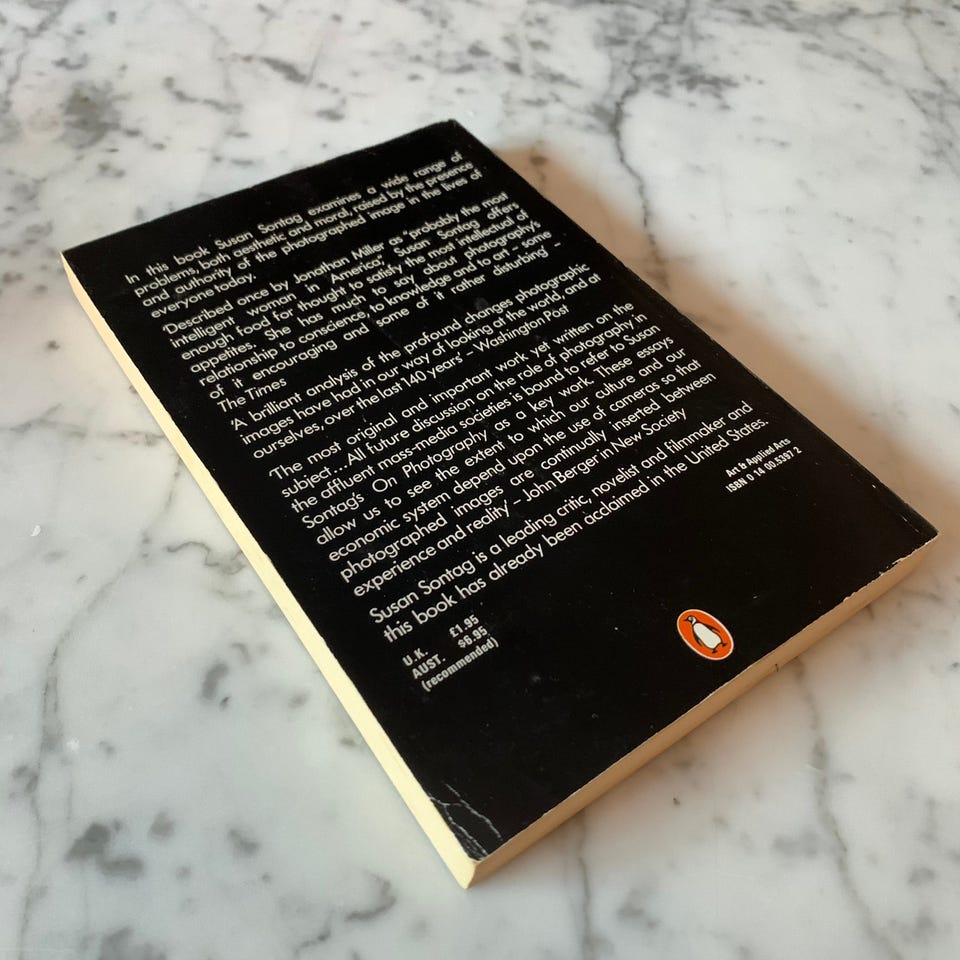 In this book Susan Sontag examines a wide range of
problems, both aesthetic and moral, raised by the presence
and authority of the photographed image in the lives of
everyone today.
Described once by Jonathan Miller as 'probably the most
intelligent woman in America', Susan Sontag 'offers
enough food for thought to satisfy the most intellectual of
appetites. She has much to say about photography's
relationship to conscience, to knowledge and to art – some
of it encouraging and some of it rather disturbing' –
The Times
'A brilliant analysis of the profound changes photographic
images have had in our way of looking at the world, and at
ourselves, over the last 140 years' – Washington Post
'The most original and important work yet written on the
subject....All future discussion on the role of photography in
the affluent mass-media societies is bound to refer to Susan
Sontag's On Photography as a key work. These essays
allow us to see the extent to which our culture and our
economic system depend upon the use of cameras so that
photographed images are continually inserted between
experience and reality' – John Berger in New Society
Susan Sontag is a leading critic, novelist and filmmaker and
this book has already been acclaimed in the United States.
U.K. £1.95
AUST. $6.95
(recommended)
Art & Applied Arts
ISBN 0 14 00.5397 2